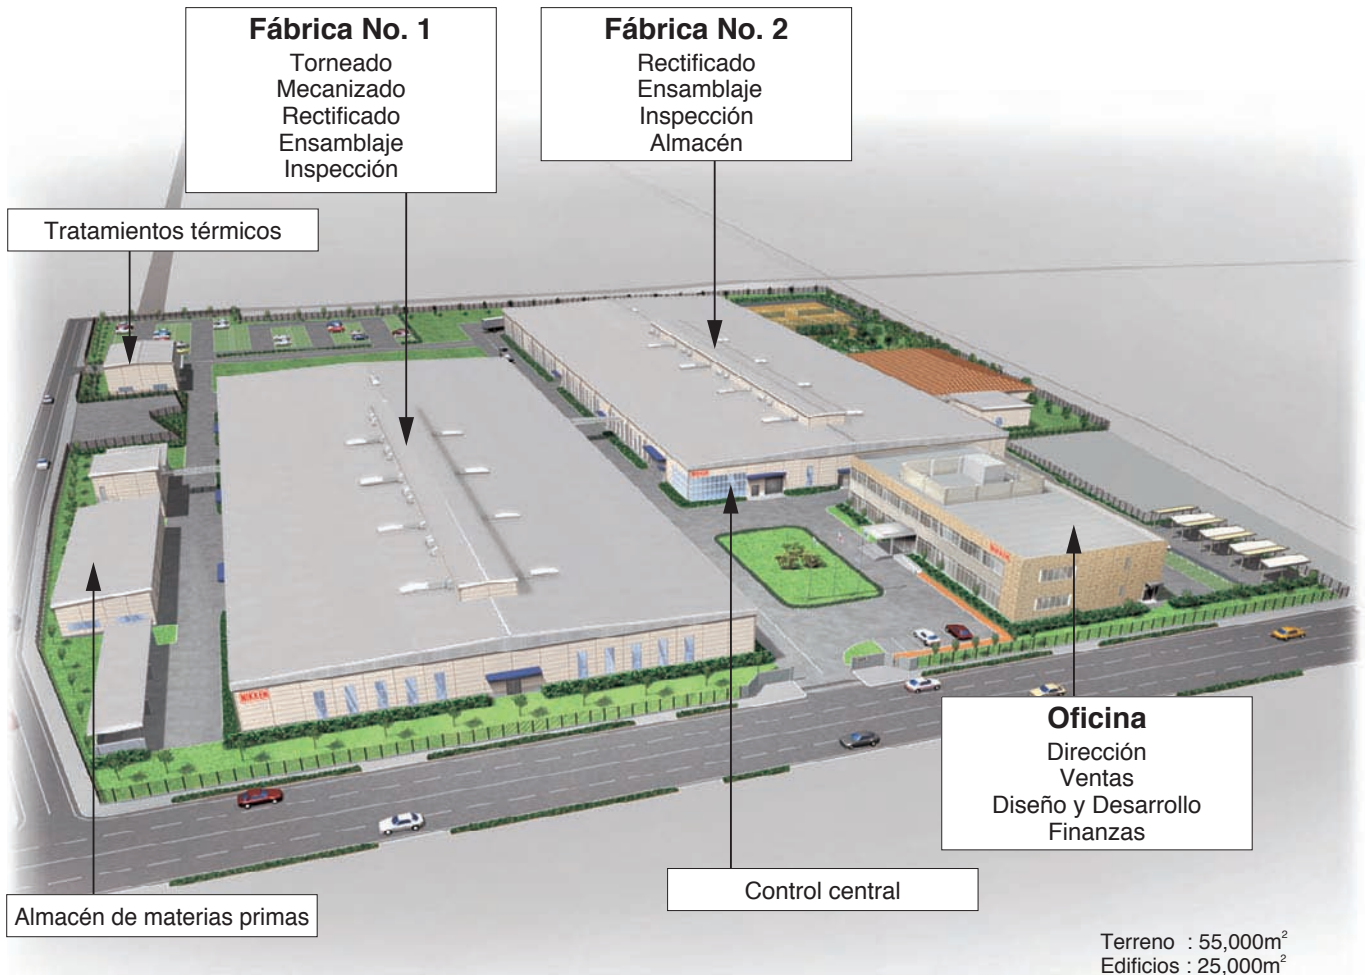 Fábrica No. 1
Torneado
Mecanizado
Rectificado
Ensamblaje
Inspección
Fábrica No. 2
Rectificado
Ensamblaje
Inspección
Almacén
Tratamientos térmicos
Oficina
Dirección
Ventas
Diseño y Desarrollo
Finanzas
Control central
Almacén de materias primas
Terreno : 55,000m²
Edificios : 25,000m²